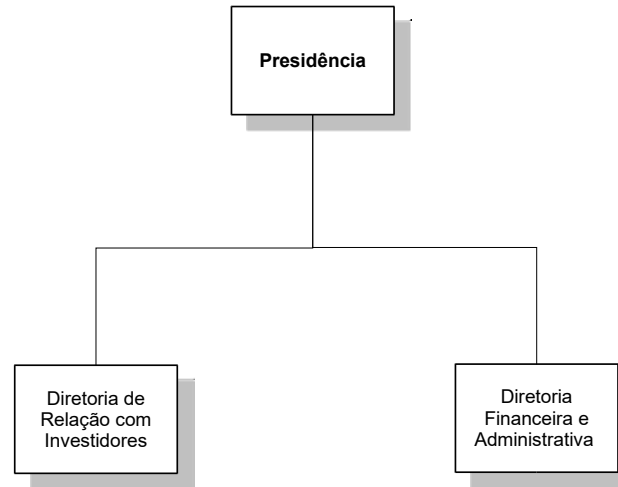 Presidência
Diretoria de
Relação com
Investidores
Diretoria
Financeira e
Administrativa